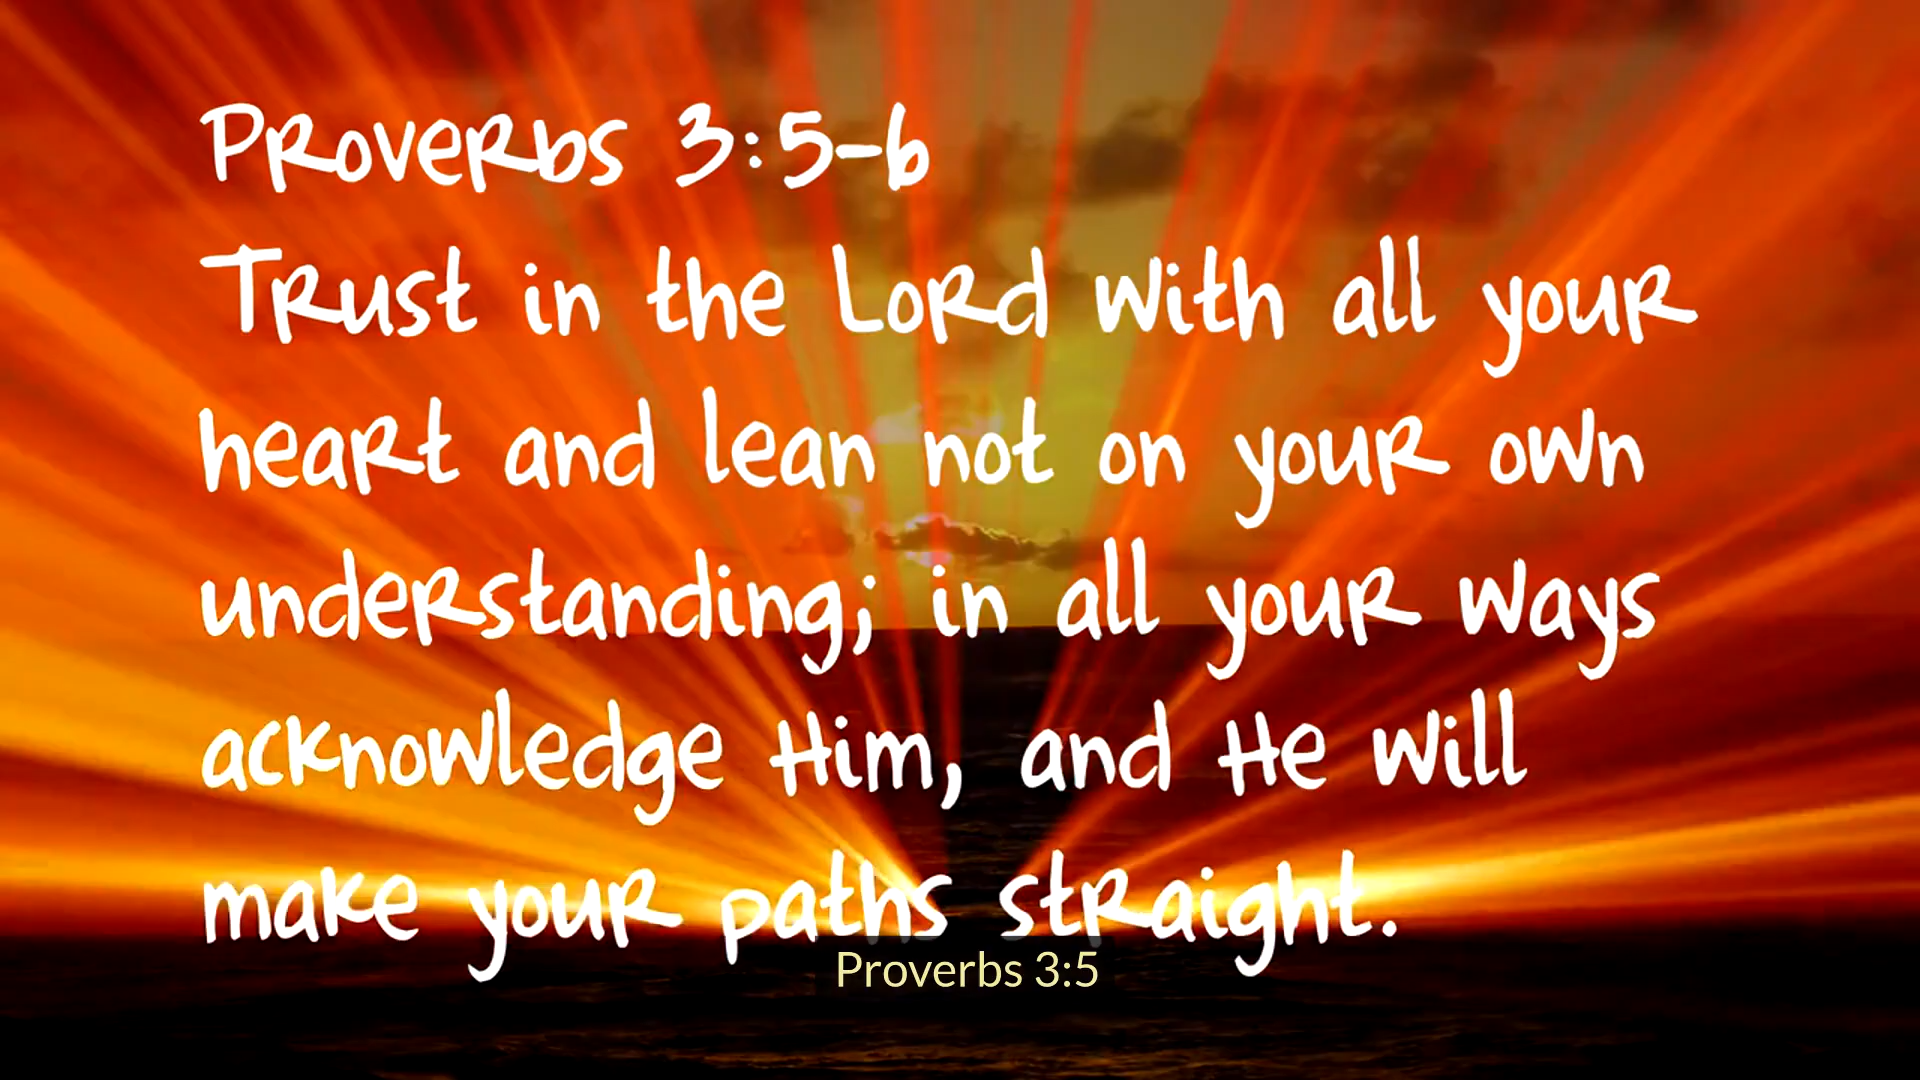 Proverbs 3:5-6
Trust in the Lord with all your
heart and lean not on your own
understanding; in all your ways
acknowledge Him, and He will
make your paths straight.
Proverbs 3:5